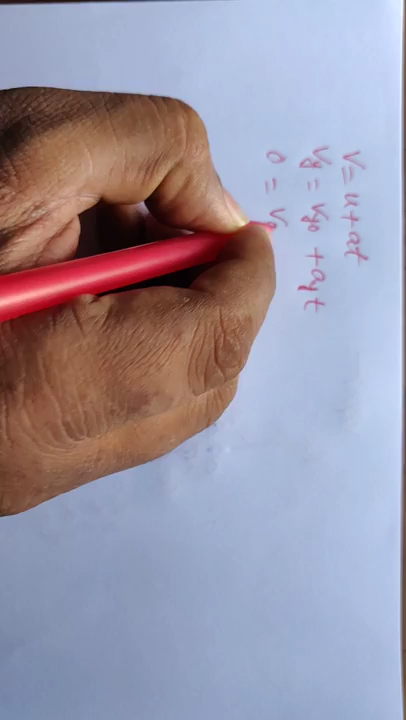 v = u + at
vy = vy0 + ayt
0 = v